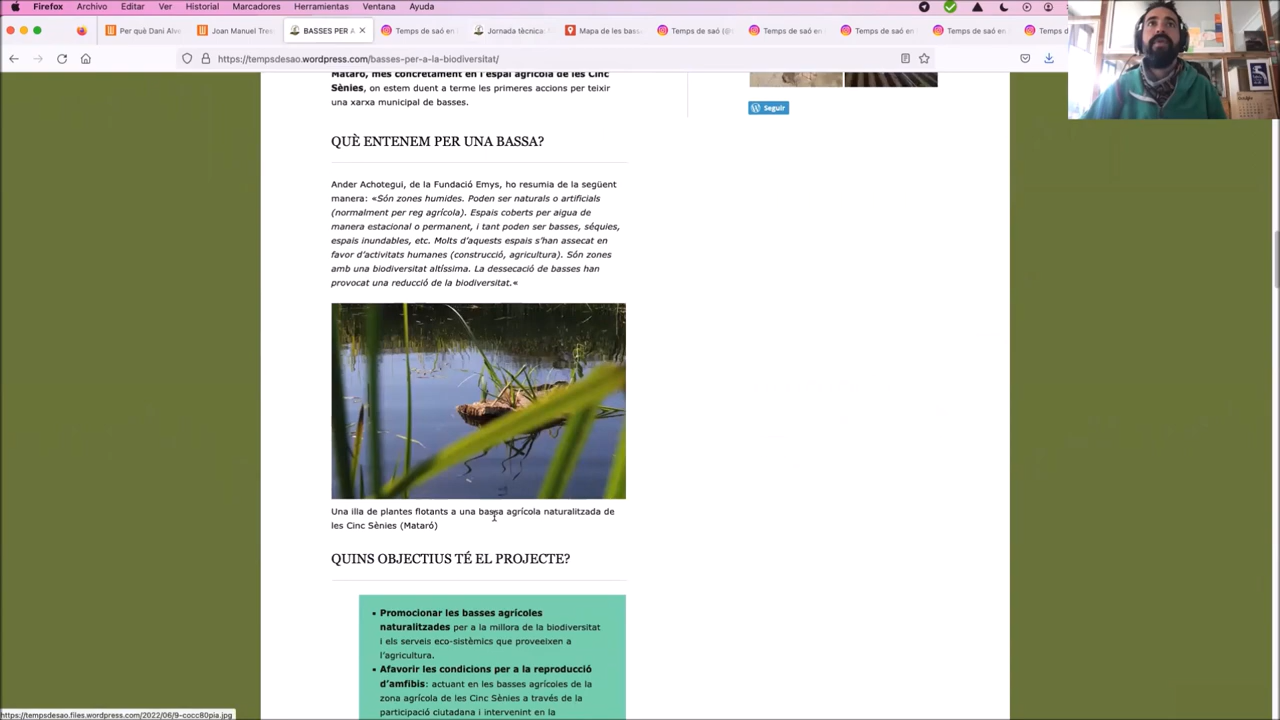 Firefox Archivo Editar Ver Historial Marcadores Herramientas Ventana Ayuda
Per què Dani Alve
Joan Manuel Tres
BASSES PER A
Temps de saó en
Jornada tècnica:
Mapa de les bass
Temps de saó (@
Temps de saó en
Temps de saó en
Temps de saó en
Temps d
https://tempsdesao.wordpress.com/basses-per-a-la-biodiversitat/
Mataró, més concretament en l'espai agrícola de les Cinc
Sènies, on estem duent a terme les primeres accions per teixir
una xarxa municipal de basses.
Seguir
QUÈ ENTENEM PER UNA BASSA?
Ander Achotegui, de la Fundació Emys, ho resumia de la següent
manera: «Són zones humides. Poden ser naturals o artificials
(normalment per reg agrícola). Espais coberts per aigua de
manera estacional o permanent, i tant poden ser basses, séquies,
espais inundables, etc. Molts d'aquests espais s'han assecat en
favor d'activitats humanes (construcció, agricultura). Són zones
amb una biodiversitat altíssima. La dessecació de basses han
provocat una reducció de la biodiversitat.«
Una illa de plantes flotants a una bassa agrícola naturalitzada de
les Cinc Sènies (Mataró)
QUINS OBJECTIUS TÉ EL PROJECTE?
▪ Promocionar les basses agrícoles
naturalitzades per a la millora de la biodiversitat
i els serveis eco-sistèmics que proveeixen a
l'agricultura.
▪ Afavorir les condicions per a la reproducció
d'amfibis: actuant en les basses agrícoles de la
zona agrícola de les Cinc Sènies a través de la
participació ciutadana i intervenint en la
https://tempsdesao.files.wordpress.com/2022/06/9-cocc80pia.jpg